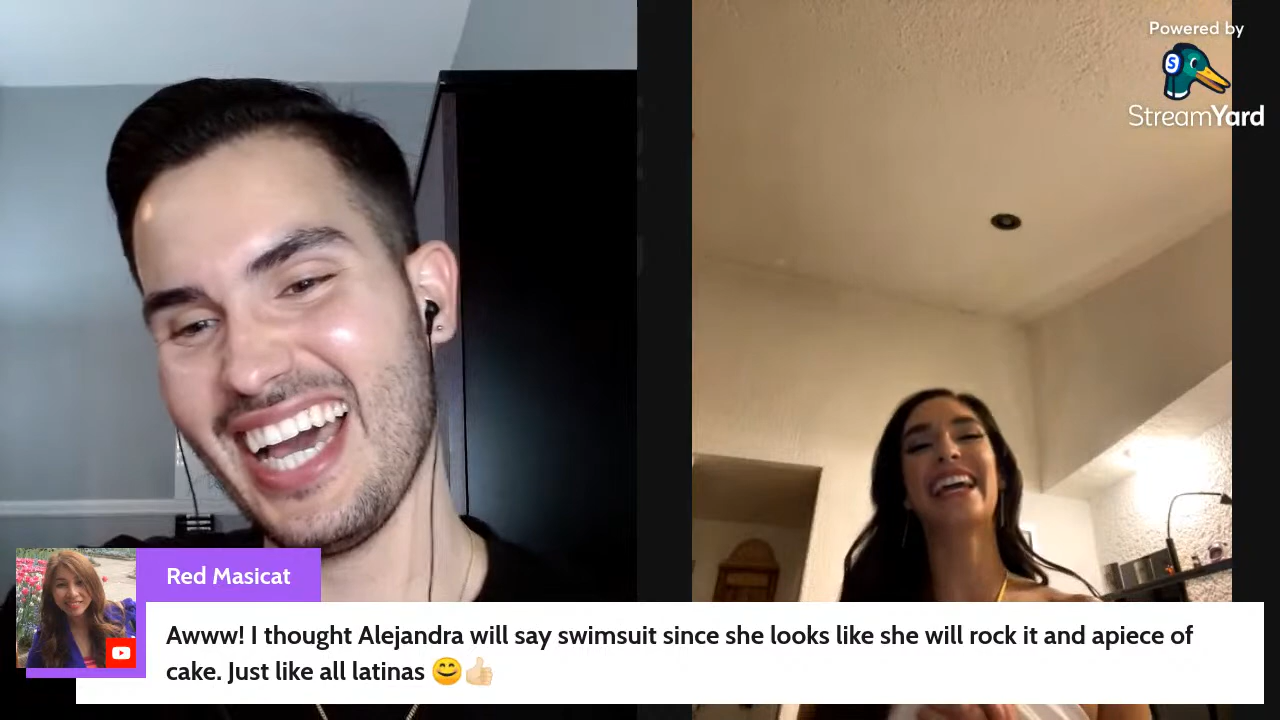 Powered by
StreamYard
Red Masicat
Awww! I thought Alejandra will say swimsuit since she looks like she will rock it and apiece of
cake. Just like all latinas 😊👍🏻